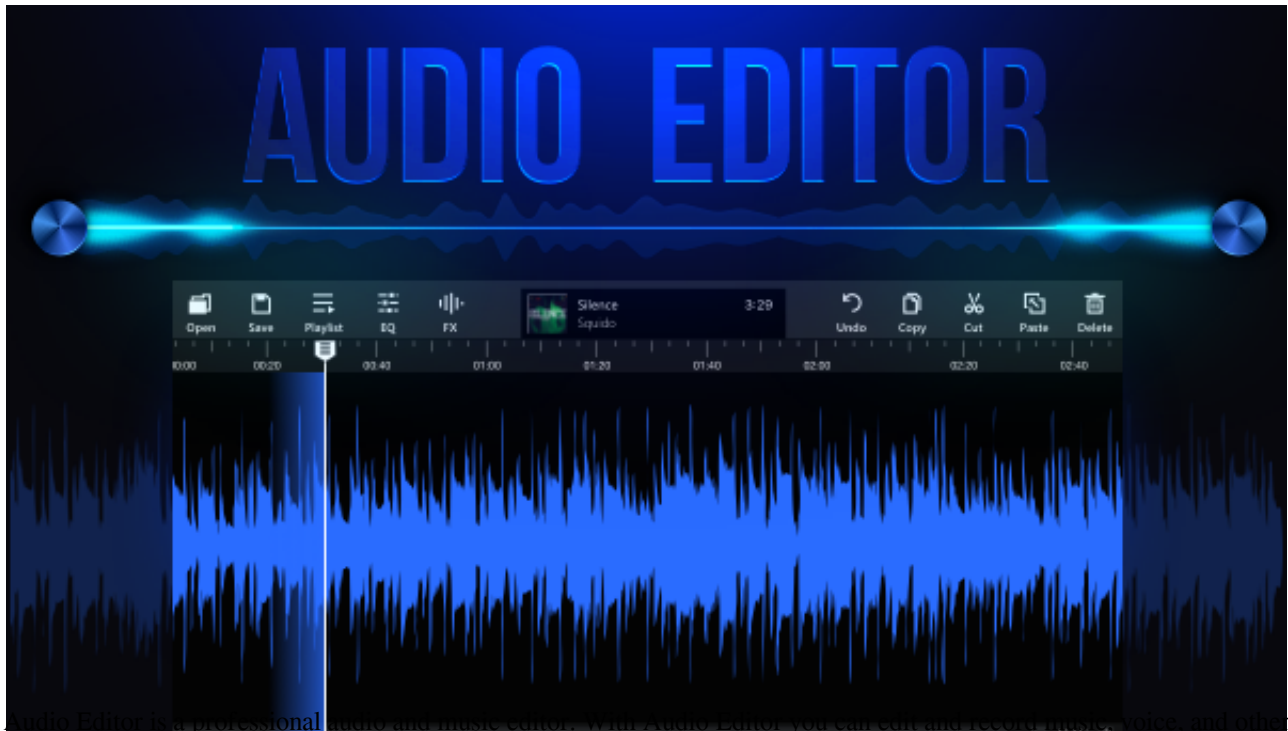 AUDIO EDITOR
Open Save Playlist EQ FX Silence 3:29 Undo Copy Cut Paste Delete
Squido
00:00 00:20 00:40 01:00 01:20 01:40 02:00 02:20 02:40
Audio Editor is a professional audio and music editor. With Audio Editor you can edit and record music, voice, and other